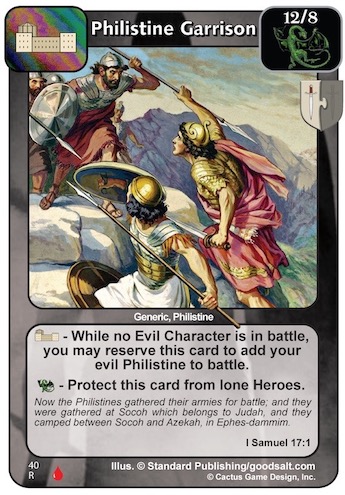 Philistine Garrison
12/8
Generic, Philistine
- While no Evil Character is in battle,
you may reserve this card to add your
evil Philistine to battle.
- Protect this card from lone Heroes.
Now the Philistines gathered their armies for battle; and they
were gathered at Socoh which belongs to Judah, and they
camped between Socoh and Azekah, in Ephes-dammim.
I Samuel 17:1
40
R
Illus. © Standard Publishing/goodsalt.com
© Cactus Game Design, Inc.